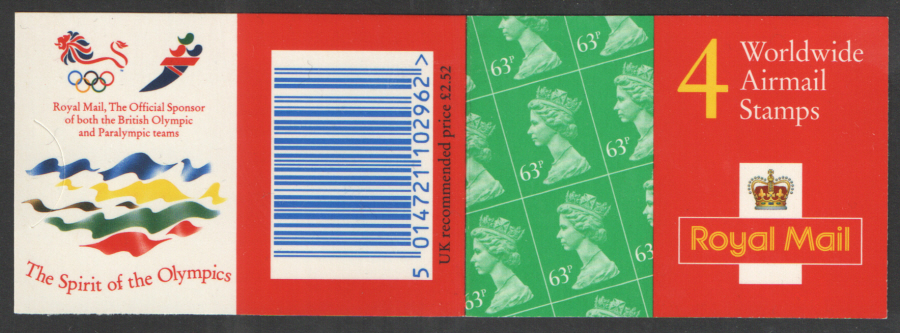 Royal Mail, The Official Sponsor
of both the British Olympic
and Paralympic teams
The Spirit of the Olympics
5 014721 102962 >
UK recommended price £2.52
63P
63P
63P
63P
63P
63P
63P
63P
4
Worldwide
Airmail
Stamps
Royal Mail